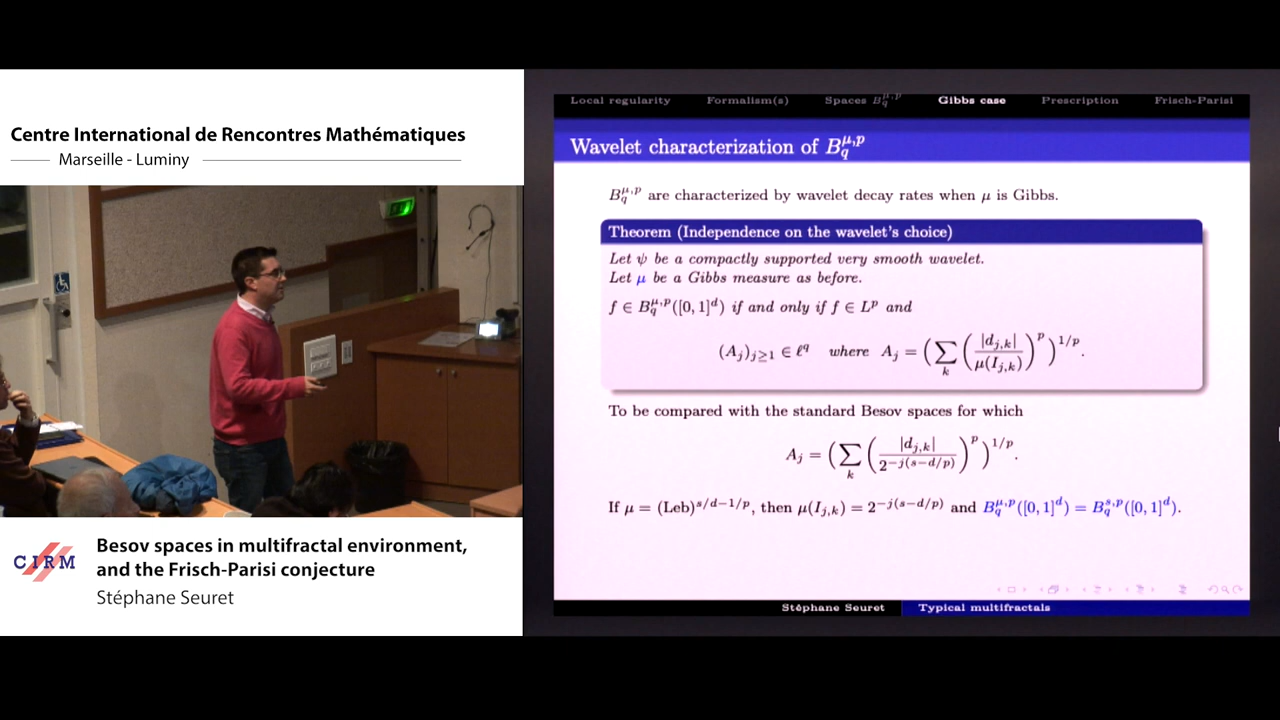 Centre International de Rencontres Mathématiques
Marseille - Luminy
CIRM
Besov spaces in multifractal environment,
and the Frisch-Parisi conjecture
Stéphane Seuret
Local regularity Formalism(s) Spaces B_q^{μ,p} Gibbs case Prescription Frisch-Parisi
Wavelet characterization of B_q^{μ,p}
B_q^{μ,p} are characterized by wavelet decay rates when μ is Gibbs.
Theorem (Independence on the wavelet's choice)
Let ψ be a compactly supported very smooth wavelet.
Let μ be a Gibbs measure as before.
f ∈ B_q^{μ,p}([0,1]^d) if and only if f ∈ L^p and
(A_j)_{j≥1} ∈ ℓ^q where A_j = (∑_k (|d_{j,k}| / μ(I_{j,k}))^p)^{1/p}.
To be compared with the standard Besov spaces for which
A_j = (∑_k (|d_{j,k}| / 2^{-j(s-d/p)})^p)^{1/p}.
If μ = (Leb)^{s/d-1/p}, then μ(I_{j,k}) = 2^{-j(s-d/p)} and B_q^{μ,p}([0,1]^d) = B_q^{s,p}([0,1]^d).
Stéphane Seuret Typical multifractals